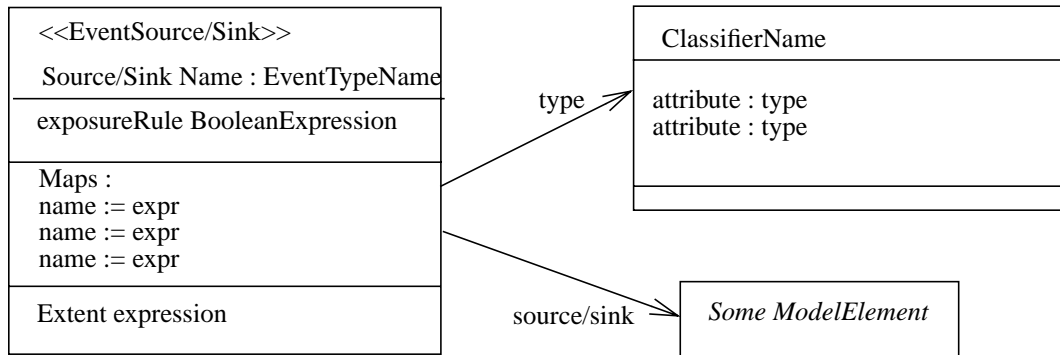 <<EventSource/Sink>>
Source/Sink Name : EventTypeName
exposureRule BooleanExpression
Maps :
name := expr
name := expr
name := expr
Extent expression
type
source/sink
ClassifierName
attribute : type
attribute : type
Some ModelElement